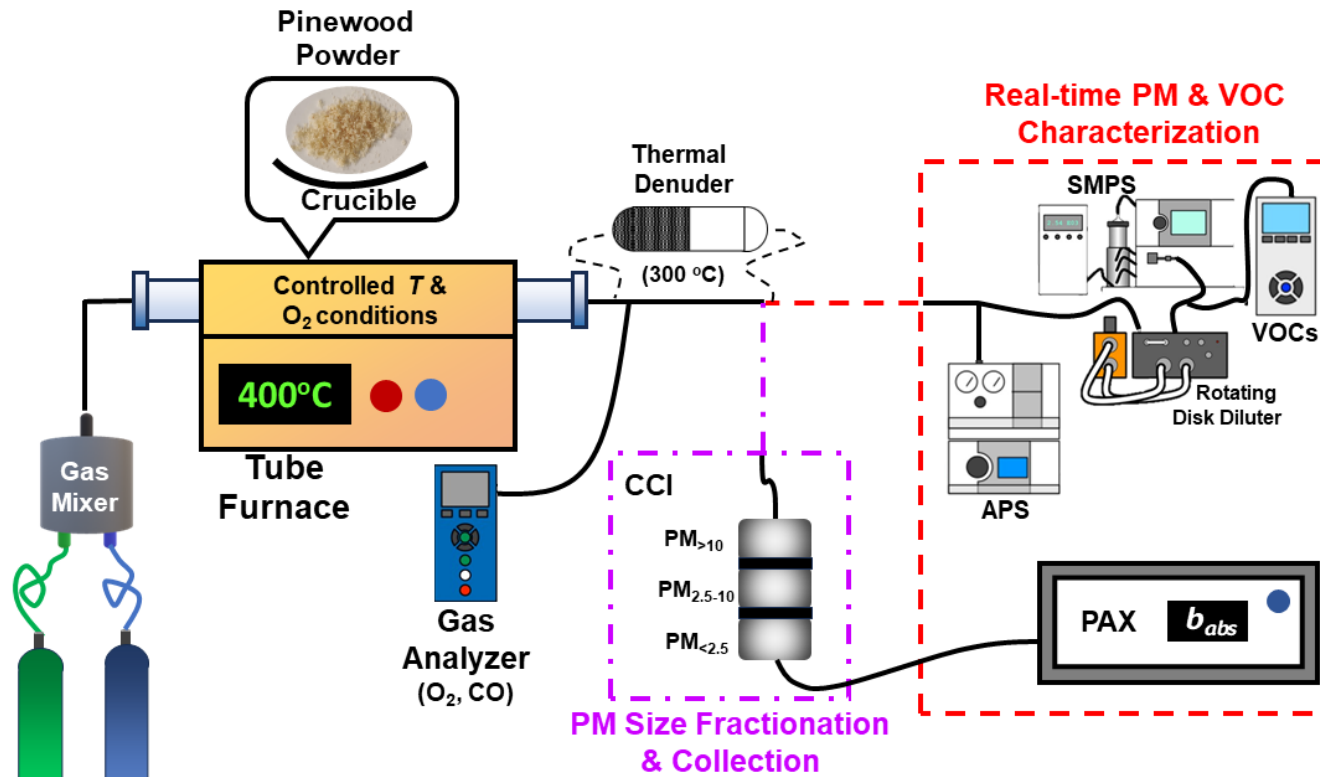 Pinewood
Powder
Crucible
Controlled T &
O₂ conditions
400°C
Tube
Furnace
Gas
Mixer
Gas
Analyzer
(O₂, CO)
Thermal
Denuder
(300 °C)
CCI
PM>10
PM2.5-10
PM<2.5
PM Size Fractionation
& Collection
Real-time PM & VOC
Characterization
SMPS
VOCs
Rotating
Disk Diluter
APS
PAX
b_abs